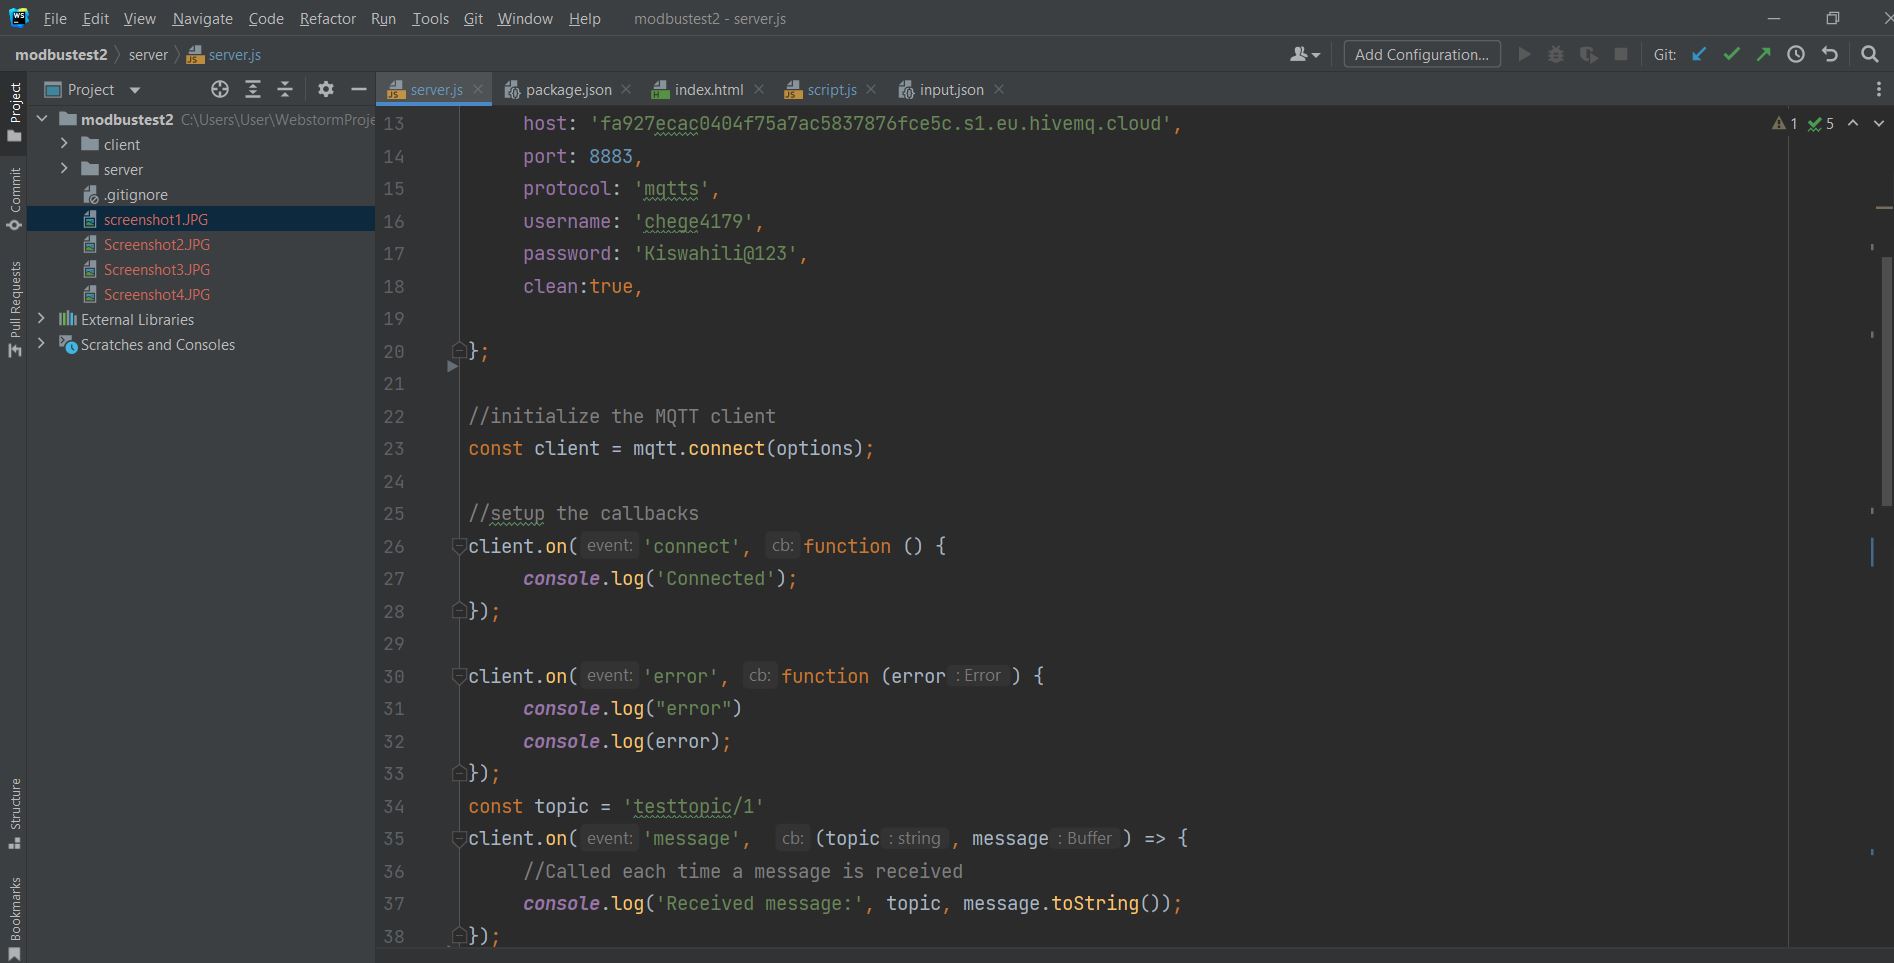 WS File Edit View Navigate Code Refactor Run Tools Git Window Help modbustest2 - server.js
modbustest2 server server.js Add Configuration... Git:
Project
server.js package.json index.html script.js input.json
Project
Commit
Pull Requests
Structure
Bookmarks
modbustest2 C:\Users\User\WebstormProje
client
server
.gitignore
screenshot1.JPG
Screenshot2.JPG
Screenshot3.JPG
Screenshot4.JPG
External Libraries
Scratches and Consoles
1 5
13 host: 'fa927ecac0404f75a7ac5837876fce5c.s1.eu.hivemq.cloud',
14 port: 8883,
15 protocol: 'mqtts',
16 username: 'chege4179',
17 password: 'Kiswahili@123',
18 clean:true,
19
20 };
21
22 //initialize the MQTT client
23 const client = mqtt.connect(options);
24
25 //setup the callbacks
26 client.on( event: 'connect', cb: function () {
27 console.log('Connected');
28 });
29
30 client.on( event: 'error', cb: function (error : Error ) {
31 console.log("error")
32 console.log(error);
33 });
34 const topic = 'testtopic/1'
35 client.on( event: 'message', cb: (topic : string , message : Buffer ) => {
36 //Called each time a message is received
37 console.log('Received message:', topic, message.toString());
38 });